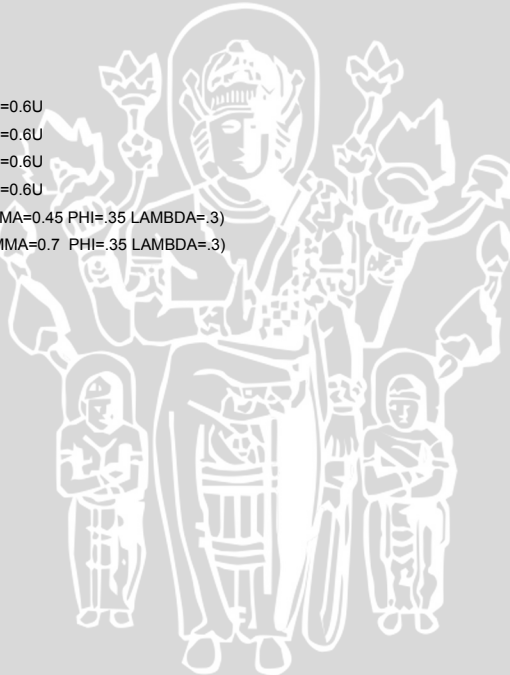 =0.6U
=0.6U
=0.6U
=0.6U
MA=0.45 PHI=.35 LAMBDA=.3)
MMA=0.7 PHI=.35 LAMBDA=.3)